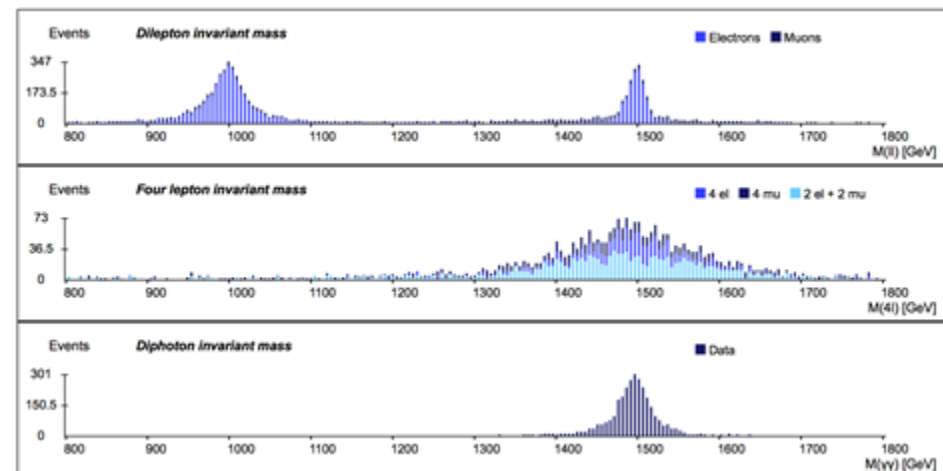 Events Dilepton invariant mass Electrons Muons
347
173.5
0
800 900 1000 1100 1200 1300 1400 1500 1600 1700 1800
M(ll) [GeV]
Events Four lepton invariant mass 4 el 4 mu 2 el + 2 mu
73
36.5
0
800 900 1000 1100 1200 1300 1400 1500 1600 1700 1800
M(4l) [GeV]
Events Diphoton invariant mass Data
301
150.5
0
800 900 1000 1100 1200 1300 1400 1500 1600 1700 1800
M(γγ) [GeV]